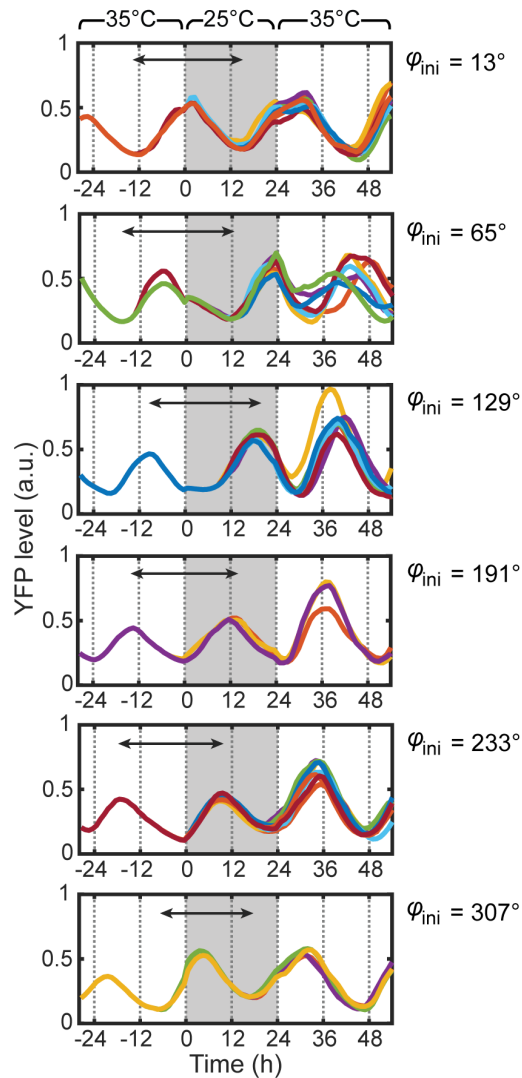 35°C 25°C 35°C
1
0.5
0
-24 -12 0 12 24 36 48
φini = 13°
1
0.5
0
-24 -12 0 12 24 36 48
φini = 65°
1
0.5
0
-24 -12 0 12 24 36 48
φini = 129°
1
0.5
0
-24 -12 0 12 24 36 48
φini = 191°
1
0.5
0
-24 -12 0 12 24 36 48
φini = 233°
1
0.5
0
-24 -12 0 12 24 36 48
φini = 307°
YFP level (a.u.)
Time (h)